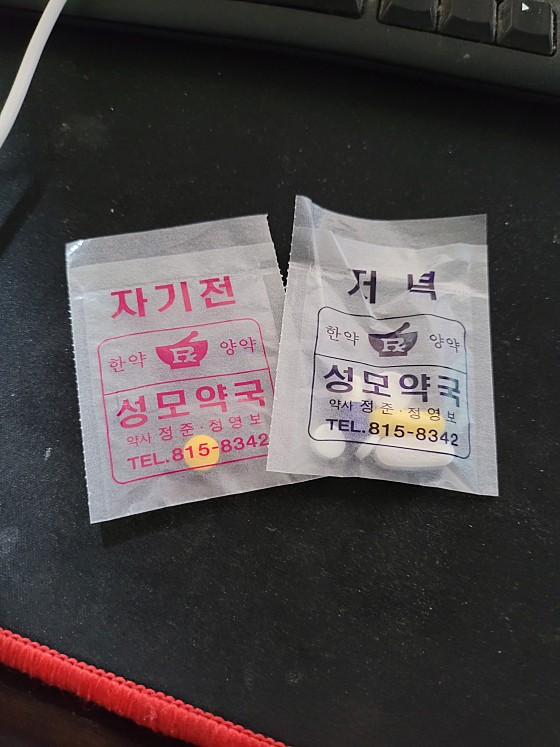 자기전
한약 Rx 양약
성모약국
약사 정 준 · 정 영 보
TEL. 815-8342
저 녁
한약 Rx 양약
성모약국
약사 정 준 · 정 영 보
TEL. 815-8342